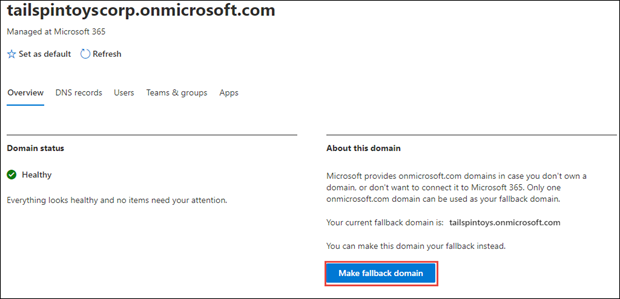 tailspintoyscorp.onmicrosoft.com
Managed at Microsoft 365
Set as default Refresh
Overview DNS records Users Teams & groups Apps
Domain status
Healthy
Everything looks healthy and no items need your attention.
About this domain
Microsoft provides onmicrosoft.com domains in case you don't own a
domain, or don't want to connect it to Microsoft 365. Only one
onmicrosoft.com domain can be used as your fallback domain.
Your current fallback domain is: tailspintoys.onmicrosoft.com
You can make this domain your fallback instead.
Make fallback domain